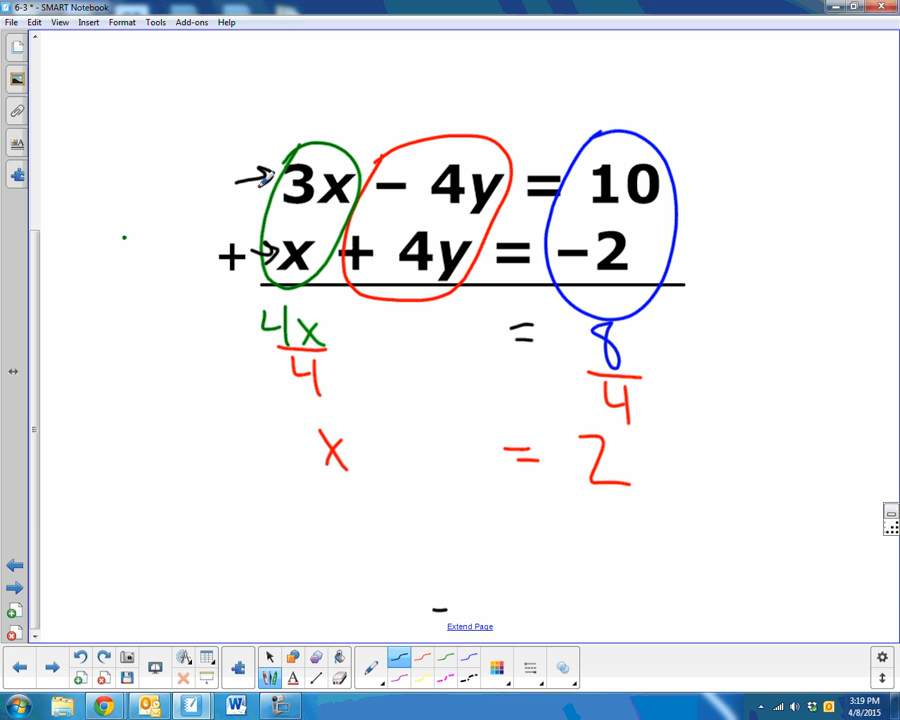 6-3 * - SMART Notebook
File Edit View Insert Format Tools Add-ons Help
→ 3x − 4y = 10
+ → x + 4y = −2
4x = 8
4 4
x = 2
Extend Page
A
W
3:19 PM
4/8/2015